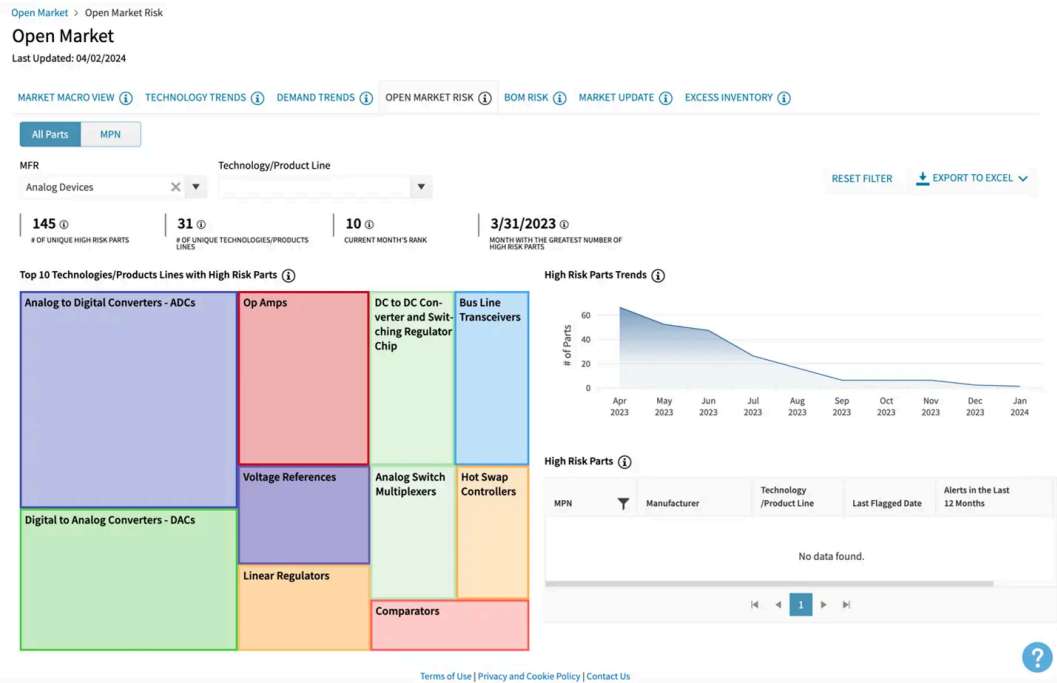 Open Market > Open Market Risk
Open Market
Last Updated: 04/02/2024
MARKET MACRO VIEW
TECHNOLOGY TRENDS
DEMAND TRENDS
OPEN MARKET RISK
BOM RISK
MARKET UPDATE
EXCESS INVENTORY
All Parts
MPN
MFR
Technology/Product Line
Analog Devices
RESET FILTER
EXPORT TO EXCEL
145
# OF UNIQUE HIGH RISK PARTS
31
# OF UNIQUE TECHNOLOGIES/PRODUCTS
LINES
10
CURRENT MONTH'S RANK
3/31/2023
MONTH WITH THE GREATEST NUMBER OF
HIGH RISK PARTS
Top 10 Technologies/Products Lines with High Risk Parts
Analog to Digital Converters - ADCs
Op Amps
DC to DC Con-
verter and Swit-
ching Regulator
Chip
Bus Line
Transceivers
Voltage References
Analog Switch
Multiplexers
Hot Swap
Controllers
Digital to Analog Converters - DACs
Linear Regulators
Comparators
High Risk Parts Trends
# of Parts
60
40
20
0
Apr
2023
May
2023
Jun
2023
Jul
2023
Aug
2023
Sep
2023
Oct
2023
Nov
2023
Dec
2023
Jan
2024
High Risk Parts
MPN
Manufacturer
Technology
/Product Line
Last Flagged Date
Alerts in the Last
12 Months
No data found.
1
?
Terms of Use | Privacy and Cookie Policy | Contact Us